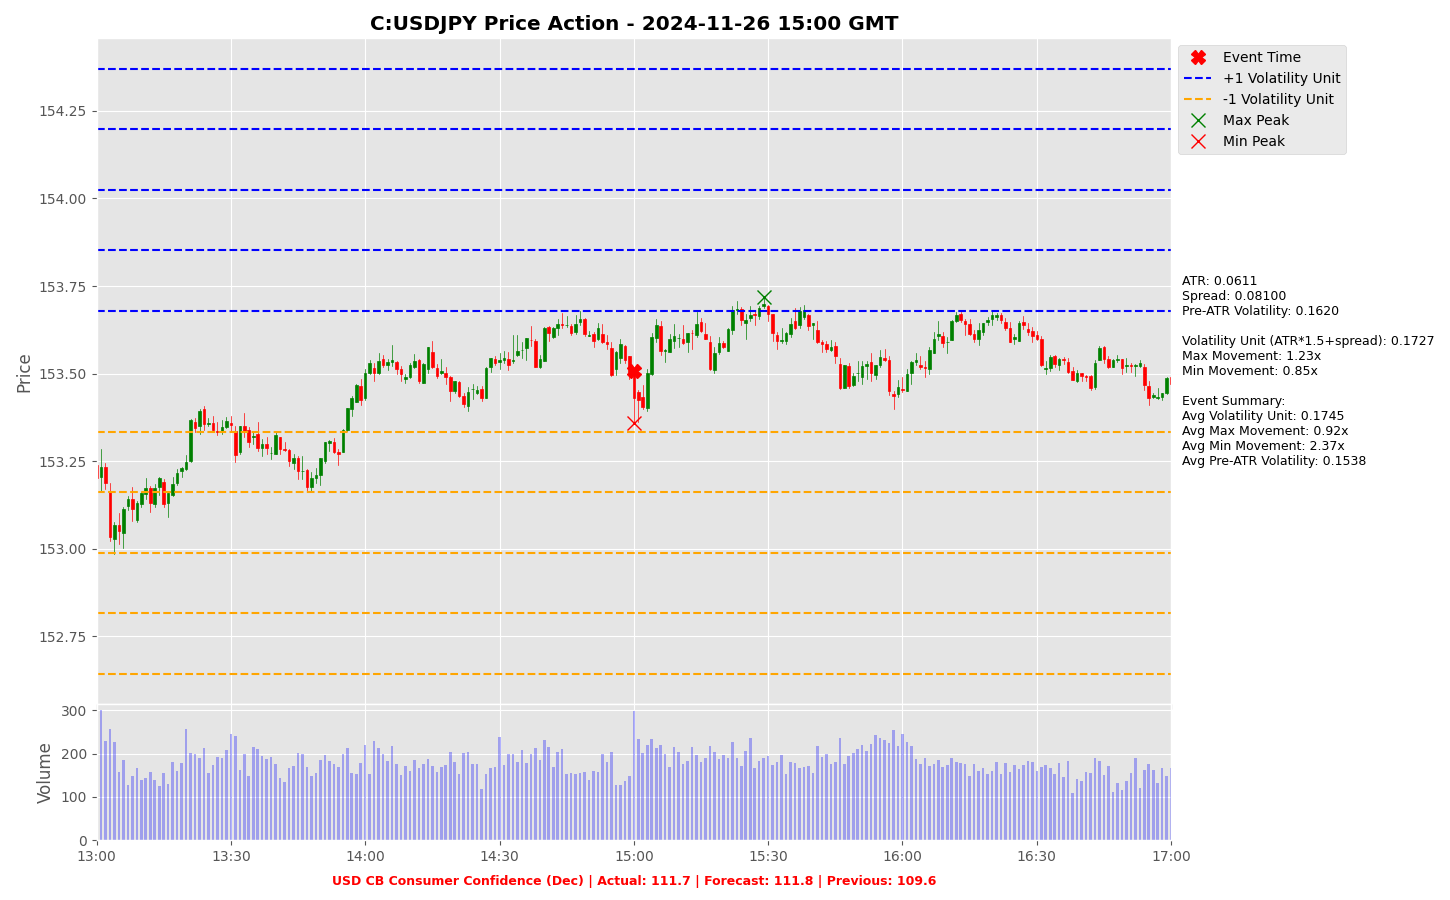 C:USDJPY Price Action - 2024-11-26 15:00 GMT
Event Time
+1 Volatility Unit
-1 Volatility Unit
Max Peak
Min Peak
Price
154.25
154.00
153.75
153.50
153.25
153.00
152.75
ATR: 0.0611
Spread: 0.08100
Pre-ATR Volatility: 0.1620
Volatility Unit (ATR*1.5+spread): 0.1727
Max Movement: 1.23x
Min Movement: 0.85x
Event Summary:
Avg Volatility Unit: 0.1745
Avg Max Movement: 0.92x
Avg Min Movement: 2.37x
Avg Pre-ATR Volatility: 0.1538
Volume
300
200
100
0
13:00 13:30 14:00 14:30 15:00 15:30 16:00 16:30 17:00
USD CB Consumer Confidence (Dec) | Actual: 111.7 | Forecast: 111.8 | Previous: 109.6